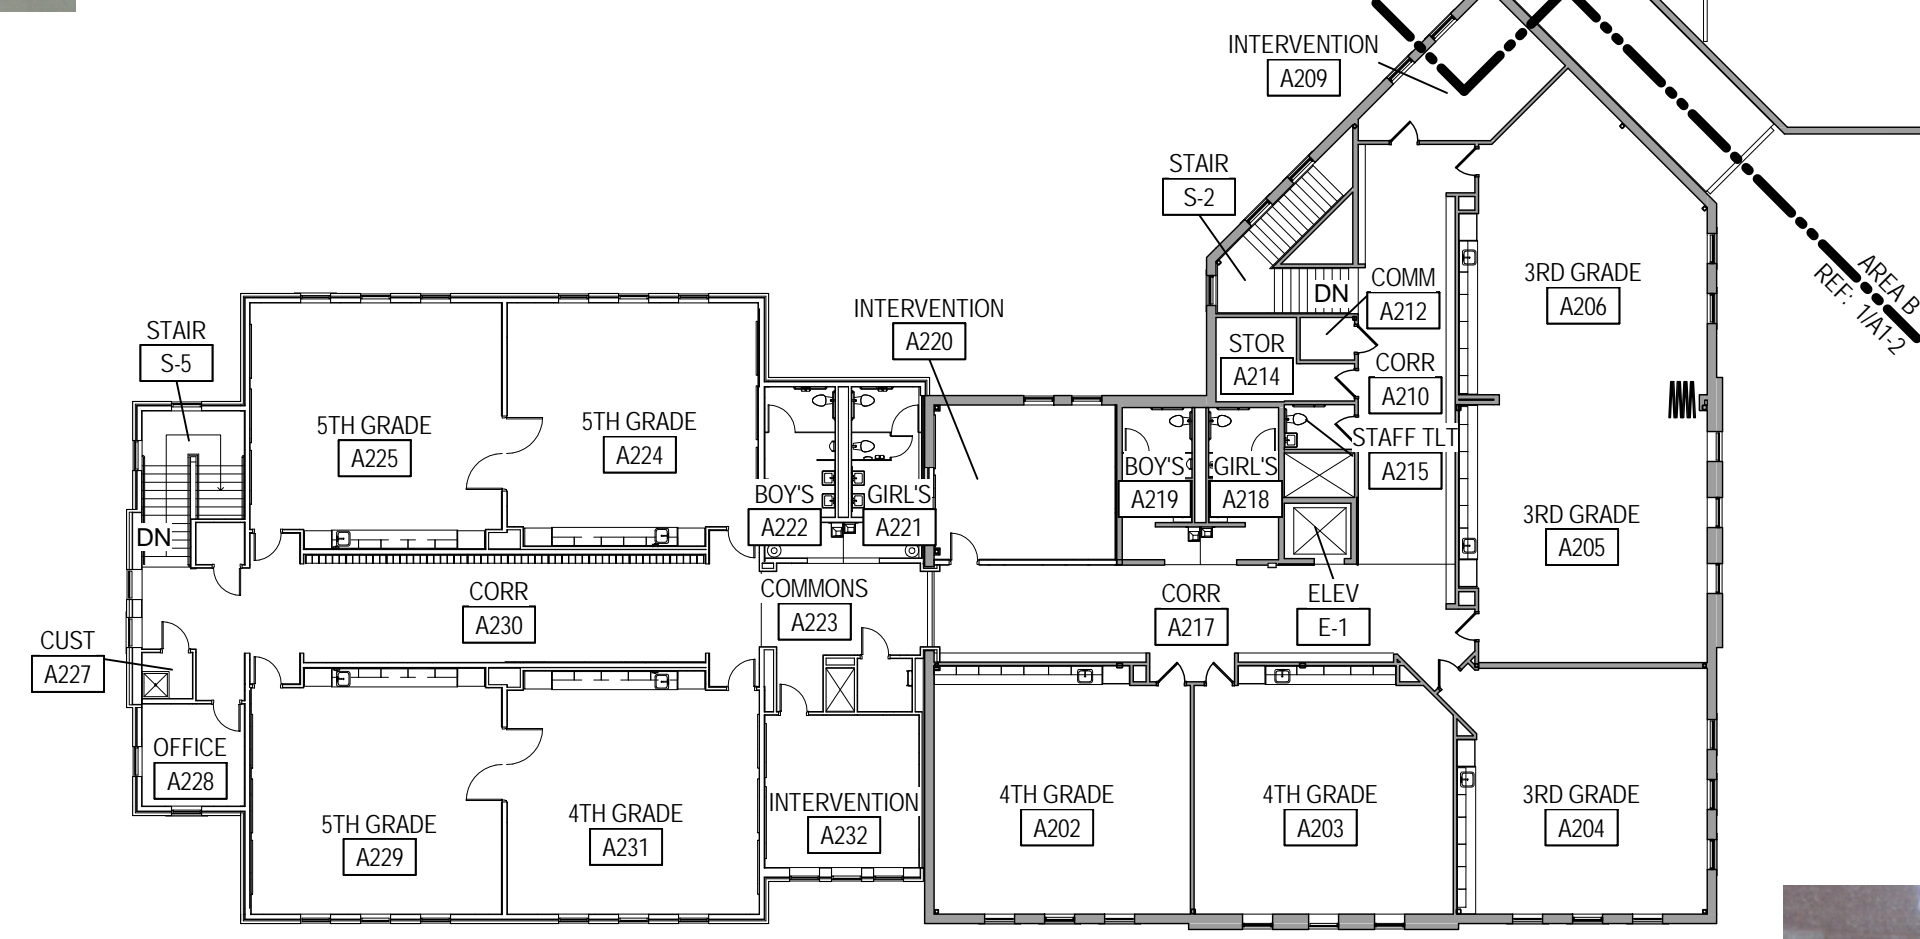 INTERVENTION
A209
STAIR
S-2
AREA B
REF: 1/A1-2
3RD GRADE
A206
COMM
A212
DN
INTERVENTION
A220
STAIR
S-5
STOR
A214
CORR
A210
5TH GRADE
A225
5TH GRADE
A224
STAFF TLT
A215
BOY'S
A219
GIRL'S
A218
BOY'S
A222
GIRL'S
A221
3RD GRADE
A205
DN
CORR
A230
COMMONS
A223
CORR
A217
ELEV
E-1
CUST
A227
OFFICE
A228
5TH GRADE
A229
4TH GRADE
A231
INTERVENTION
A232
4TH GRADE
A202
4TH GRADE
A203
3RD GRADE
A204